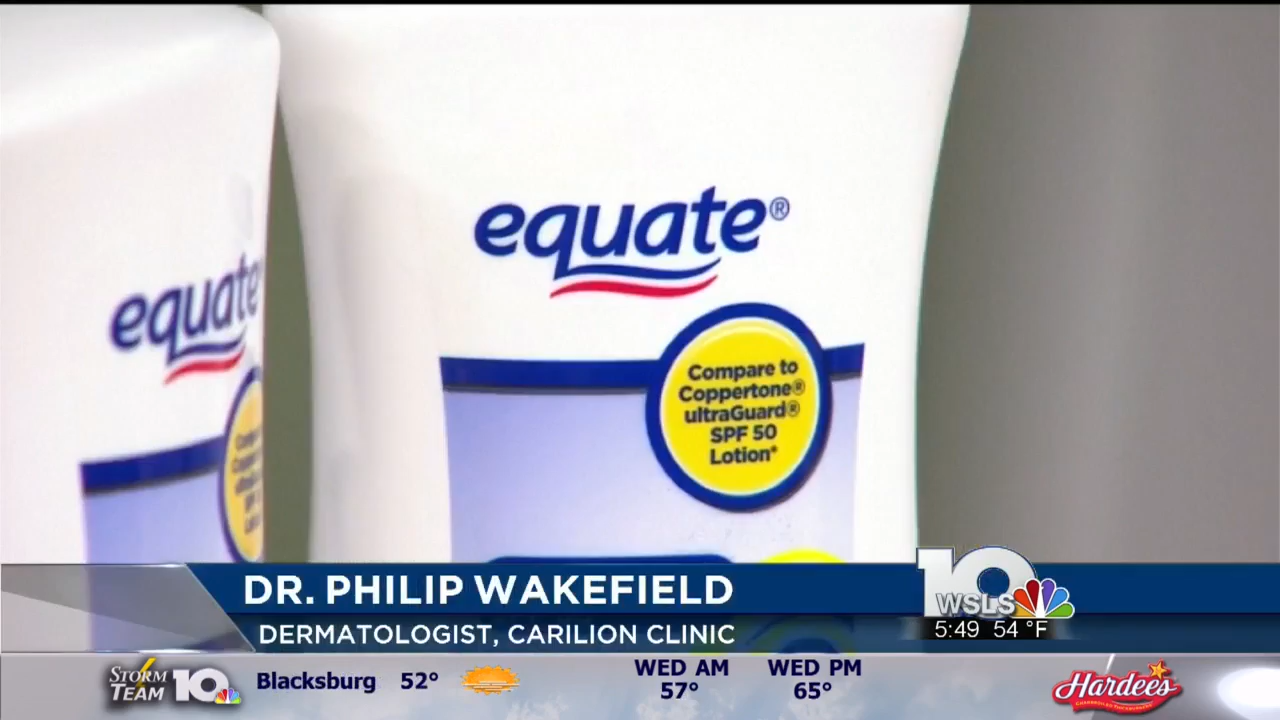 equate®
Compare to
Coppertone®
ultraGuard®
SPF 50
Lotion*
equate
DR. PHILIP WAKEFIELD
DERMATOLOGIST, CARILION CLINIC
10
WSLS
5:49 54 °F
STORM
TEAM 10
Blacksburg 52°
WED AM
57°
WED PM
65°
Hardee's